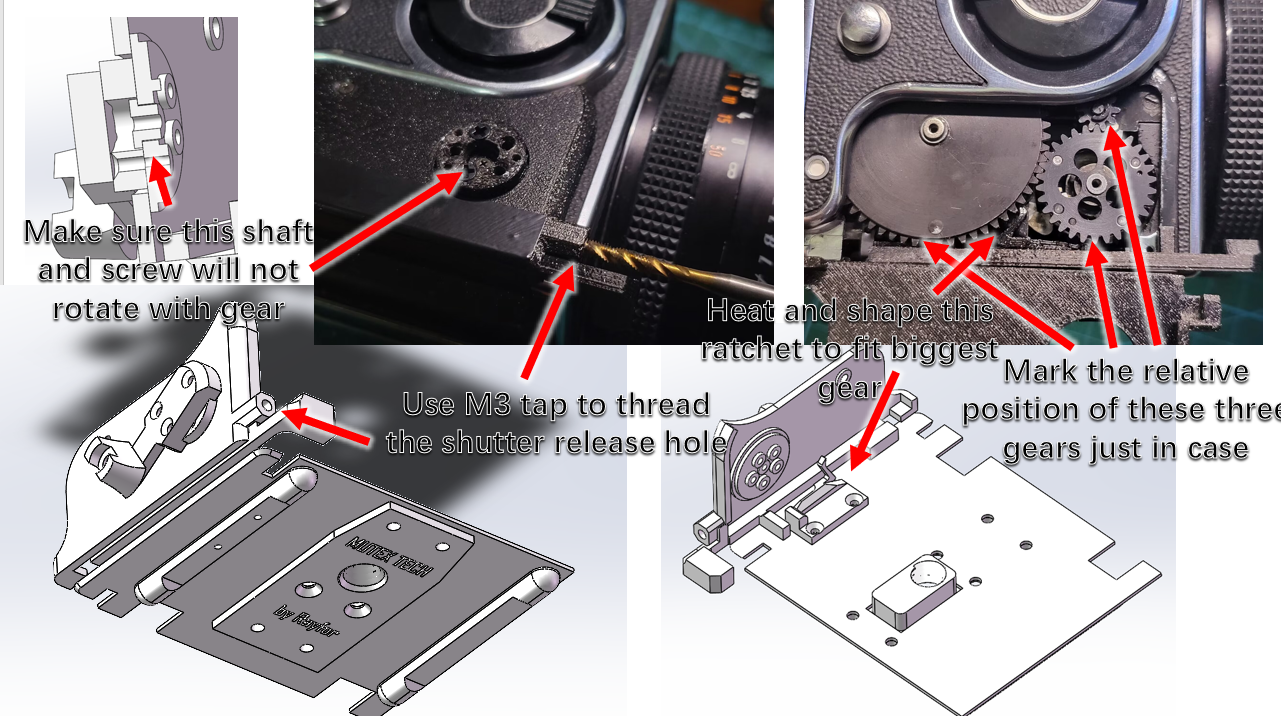 Make sure this shaft
and screw will not
rotate with gear
Heat and shape this
ratchet to fit biggest
gear
Mark the relative
position of these three
gears just in case
Use M3 tap to thread
the shutter release hole
MINTEX TECH
by Rayfor